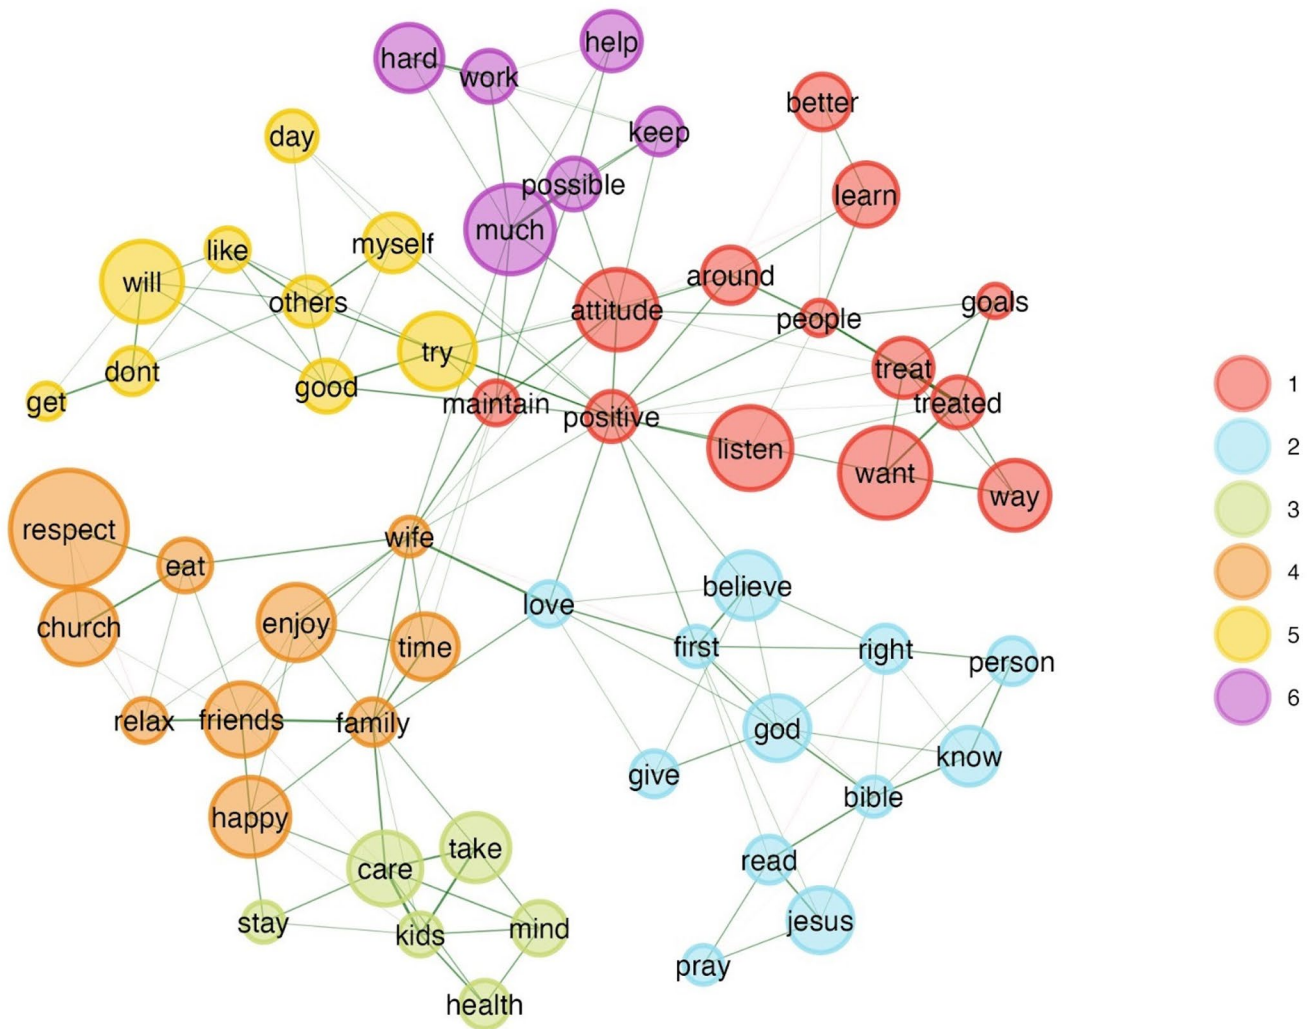 hard
work
help
better
keep
day
possible
learn
much
myself
like
will
others
around
attitude
people
goals
try
treat
dont
good
get
maintain
positive
treated
listen
want
way
1
2
3
4
5
6
respect
eat
wife
church
enjoy
time
love
believe
first
right
person
relax
friends
family
god
give
know
bible
happy
care
take
read
stay
kids
mind
jesus
pray
health